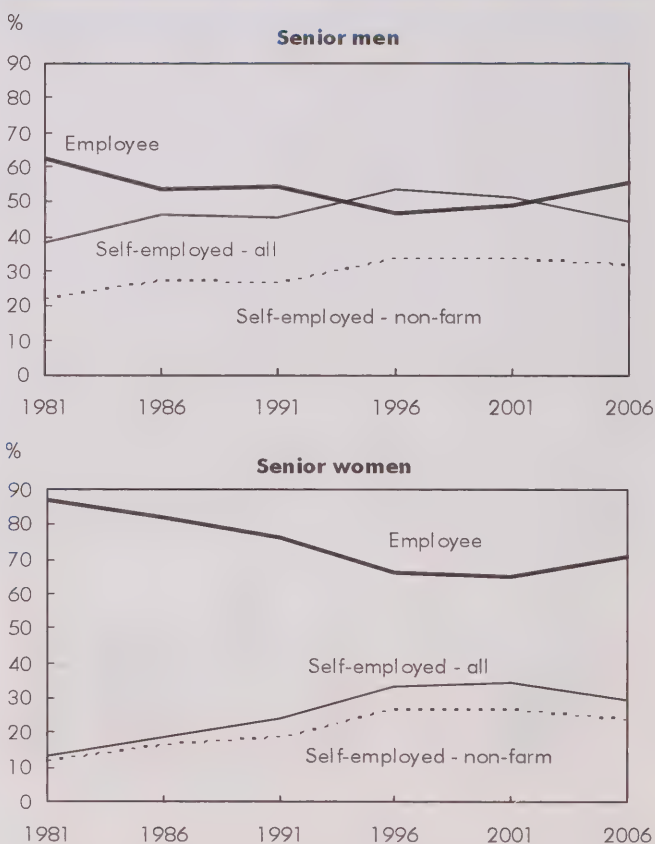 %
Senior men
90
80
70
60
50
40
30
20
10
0
Employee
Self-employed - all
Self-employed - non-farm
1981 1986 1991 1996 2001 2006
%
Senior women
90
80
70
60
50
40
30
20
10
0
Employee
Self-employed - all
Self-employed - non-farm
1981 1986 1991 1996 2001 2006